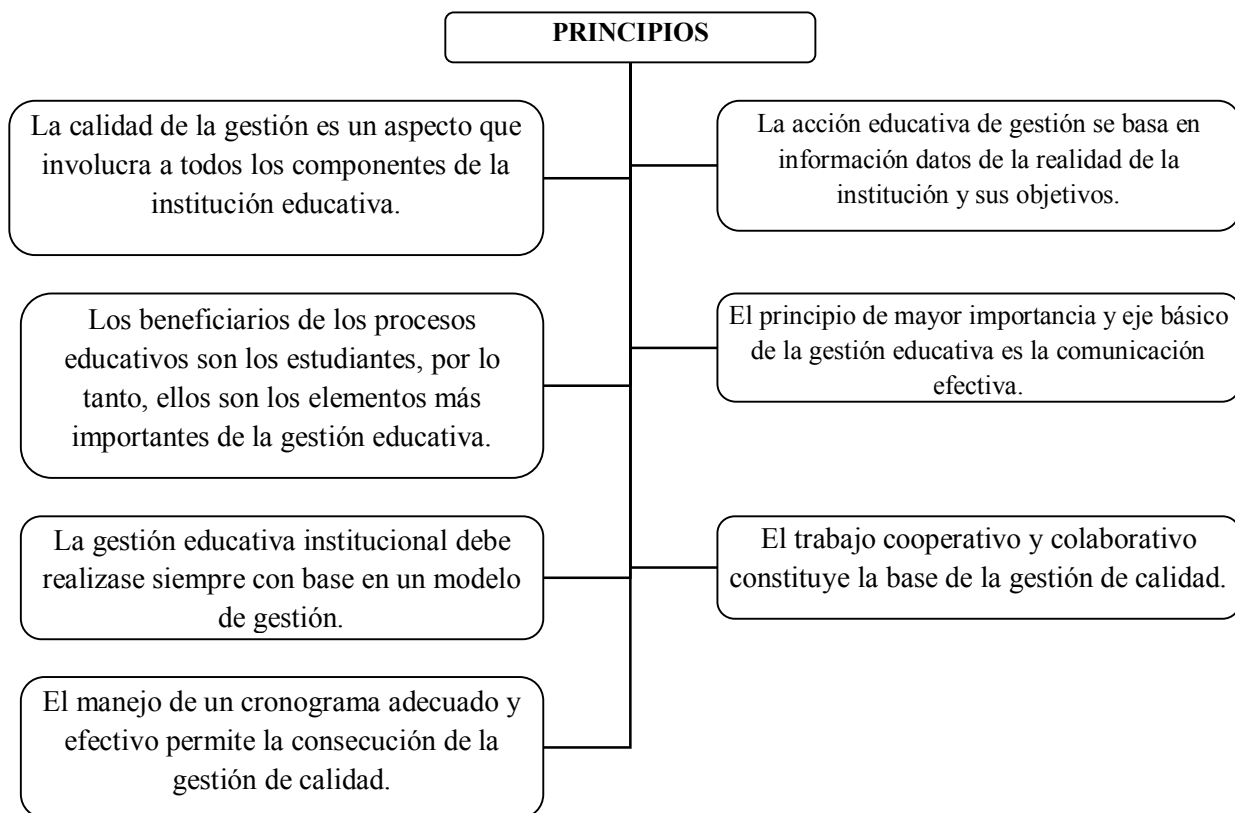 PRINCIPIOS
La calidad de la gestión es un aspecto que
involucra a todos los componentes de la
institución educativa.
La acción educativa de gestión se basa en
información datos de la realidad de la
institución y sus objetivos.
Los beneficiarios de los procesos
educativos son los estudiantes, por lo
tanto, ellos son los elementos más
importantes de la gestión educativa.
El principio de mayor importancia y eje básico
de la gestión educativa es la comunicación
efectiva.
La gestión educativa institucional debe
realizase siempre con base en un modelo
de gestión.
El trabajo cooperativo y colaborativo
constituye la base de la gestión de calidad.
El manejo de un cronograma adecuado y
efectivo permite la consecución de la
gestión de calidad.